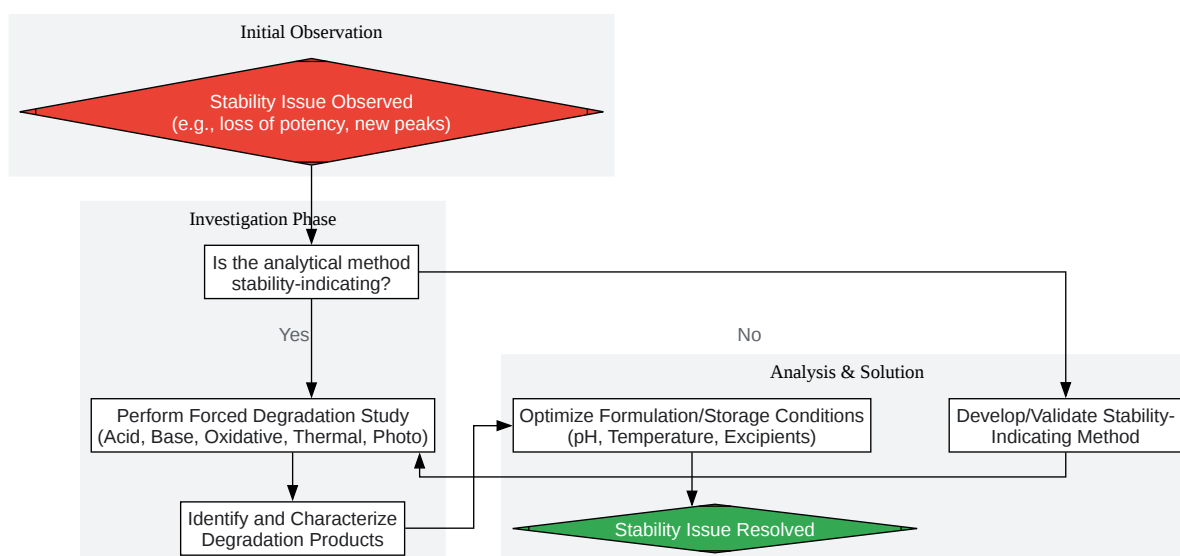 Initial Observation
Stability Issue Observed
(e.g., loss of potency, new peaks)
Investigation Phase
Is the analytical method
stability-indicating?
Yes
No
Analysis & Solution
Perform Forced Degradation Study
(Acid, Base, Oxidative, Thermal, Photo)
Optimize Formulation/Storage Conditions
(pH, Temperature, Excipients)
Develop/Validate Stability-
Indicating Method
Identify and Characterize
Degradation Products
Stability Issue Resolved